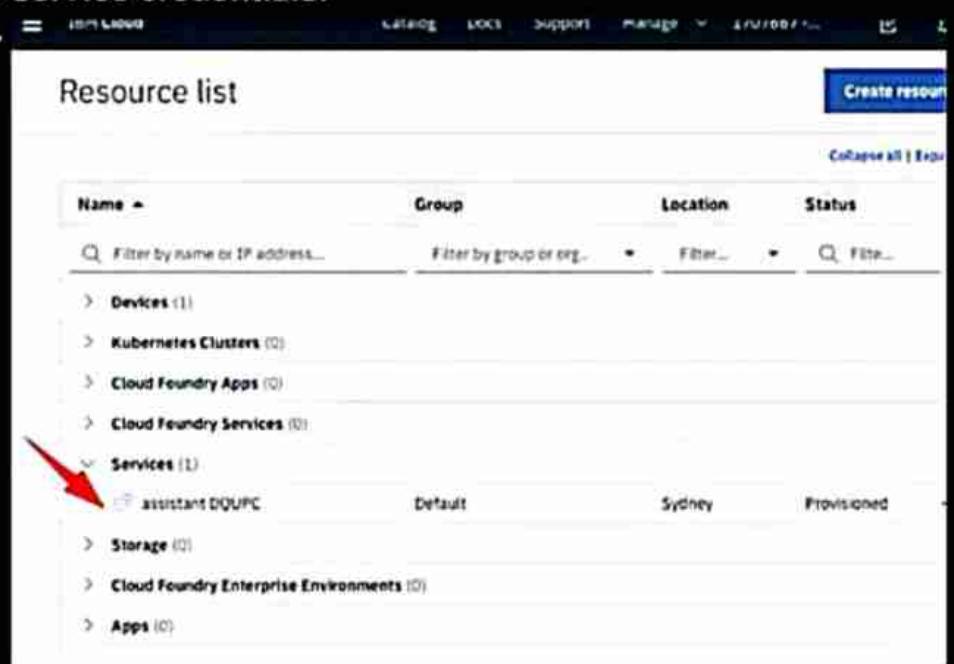 service credentials.
IBM Cloud Catalog Docs Support Manage
Resource list
Create resour
Collapse all | Expa
Name Group Location Status
Filter by name or IP address... Filter by group or org... Filter... Filte...
Devices (1)
Kubernetes Clusters (0)
Cloud Foundry Apps (0)
Cloud Foundry Services (0)
Services (1)
assistant DQUPC Default Sydney Provisioned
Storage (0)
Cloud Foundry Enterprise Environments (0)
Apps (0)